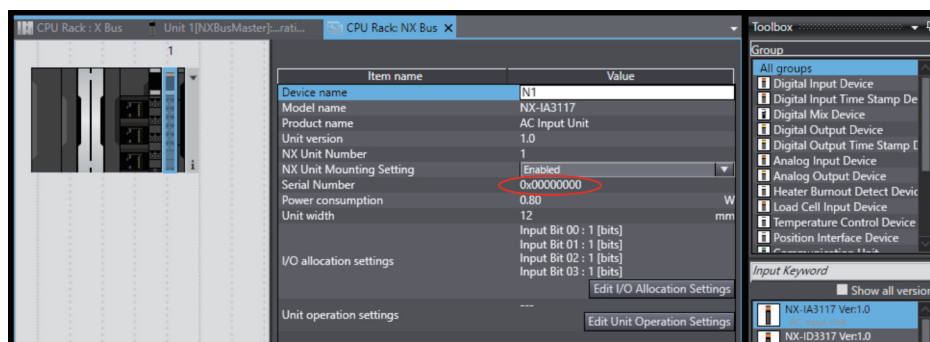 CPU Rack : X Bus
Unit 1[NXBusMaster]:...rati...
CPU Rack: NX Bus
1
i
Item name Value
Device name N1
Model name NX-IA3117
Product name AC Input Unit
Unit version 1.0
NX Unit Number 1
NX Unit Mounting Setting Enabled
Serial Number 0x00000000
Power consumption 0.80 W
Unit width 12 mm
I/O allocation settings
Input Bit 00 : 1 [bits]
Input Bit 01 : 1 [bits]
Input Bit 02 : 1 [bits]
Input Bit 03 : 1 [bits]
Edit I/O Allocation Settings
Unit operation settings
---
Edit Unit Operation Settings
Toolbox
Group
All groups
Digital Input Device
Digital Input Time Stamp De
Digital Mix Device
Digital Output Device
Digital Output Time Stamp D
Analog Input Device
Analog Output Device
Heater Burnout Detect Devic
Load Cell Input Device
Temperature Control Device
Position Interface Device
Communication Unit
Input Keyword
Show all version
NX-IA3117 Ver:1.0
NX-ID3317 Ver:1.0